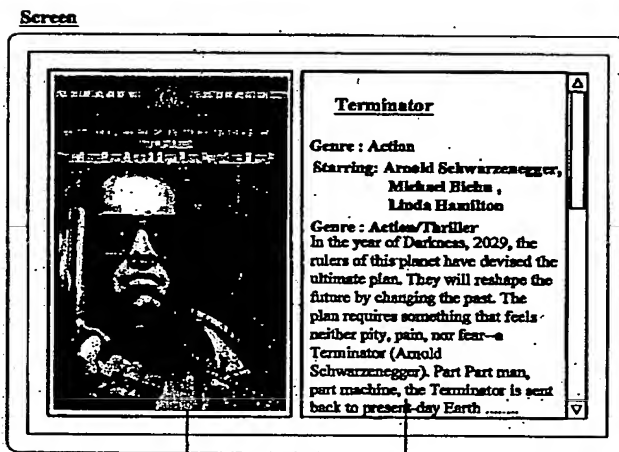 Screen
Terminator
Genre : Action
Starring: Arnold Schwarzenegger,
Michael Biehn ,
Linda Hamilton
Genre : Action/Thriller
In the year of Darkness, 2029, the
rulers of this planet have devised the
ultimate plan. They will reshape the
future by changing the past. The
plan requires something that feels
neither pity, pain, nor fear--a
Terminator (Arnold
Schwarzenegger). Part Part man,
part machine, the Terminator is sent
back to present-day Earth ........